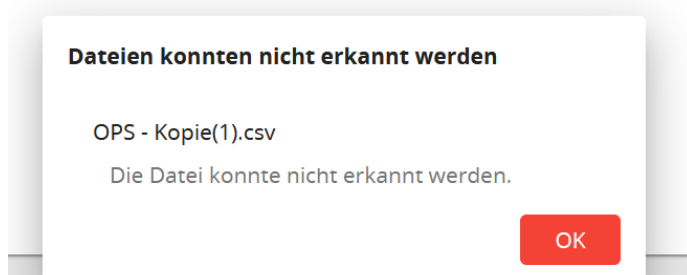 Dateien konnten nicht erkannt werden
OPS - Kopie(1).csv
Die Datei konnte nicht erkannt werden.
OK